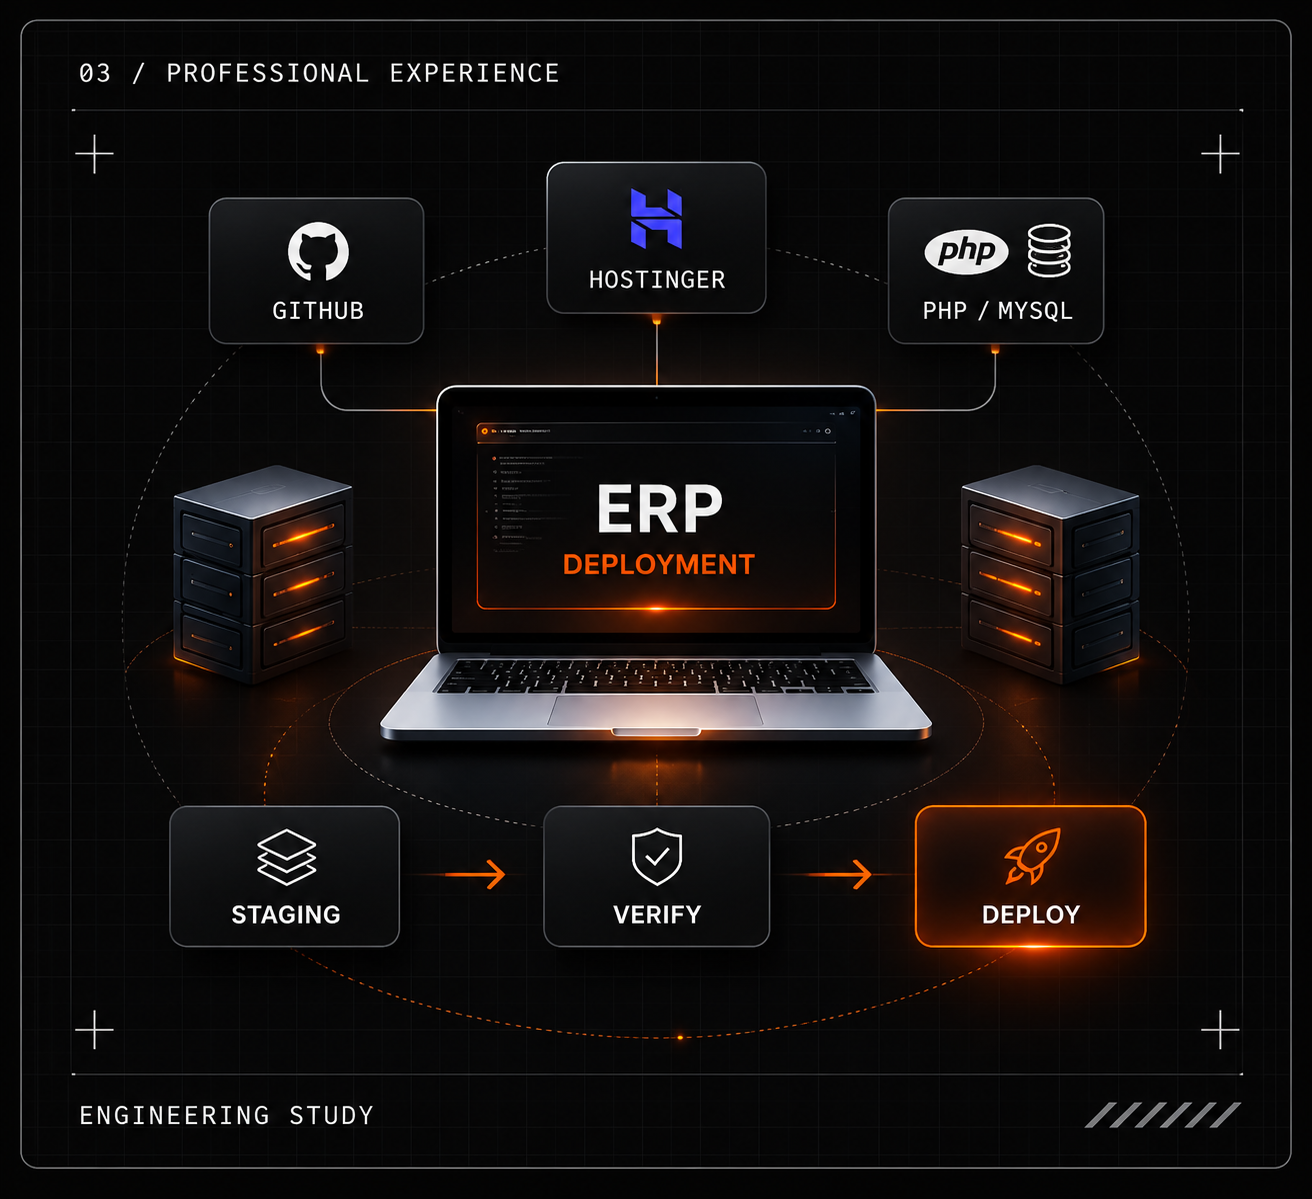 03 / PROFESSIONAL EXPERIENCE
HOSTINGER
GITHUB
php
PHP / MYSQL
ERP
DEPLOYMENT
STAGING
VERIFY
DEPLOY
ENGINEERING STUDY